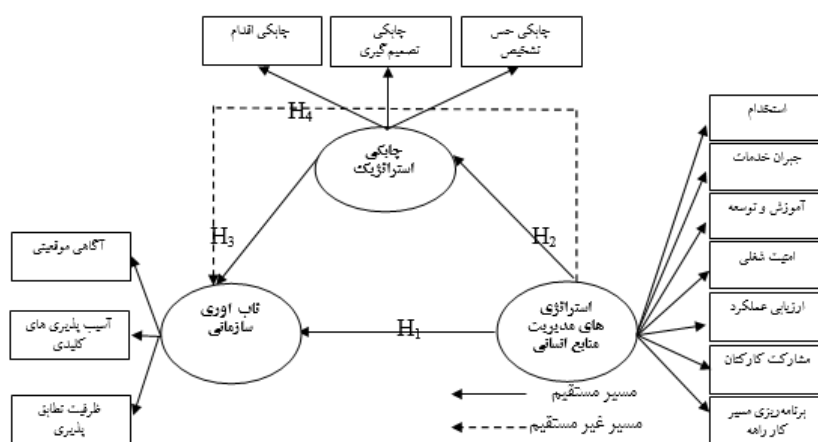 چابکی حس
تشخیص
چابکی
تصمیم‌گیری
چابکی اقدام
H4
چابکی
استراتژیک
استخدام
جبران خدمات
آموزش و توسعه
امنیت شغلی
ارزیابی عملکرد
مشارکت کارکنان
برنامه‌ریزی مسیر
کار راهه
H2
H3
آگاهی موقعیتی
آسیب پذیری های
کلیدی
ظرفیت تطابق
پذیری
تاب اوری
سازمانی
H1
استراتژی
های مدیریت
منابع انسانی
مسیر مستقیم
مسیر غیر مستقیم